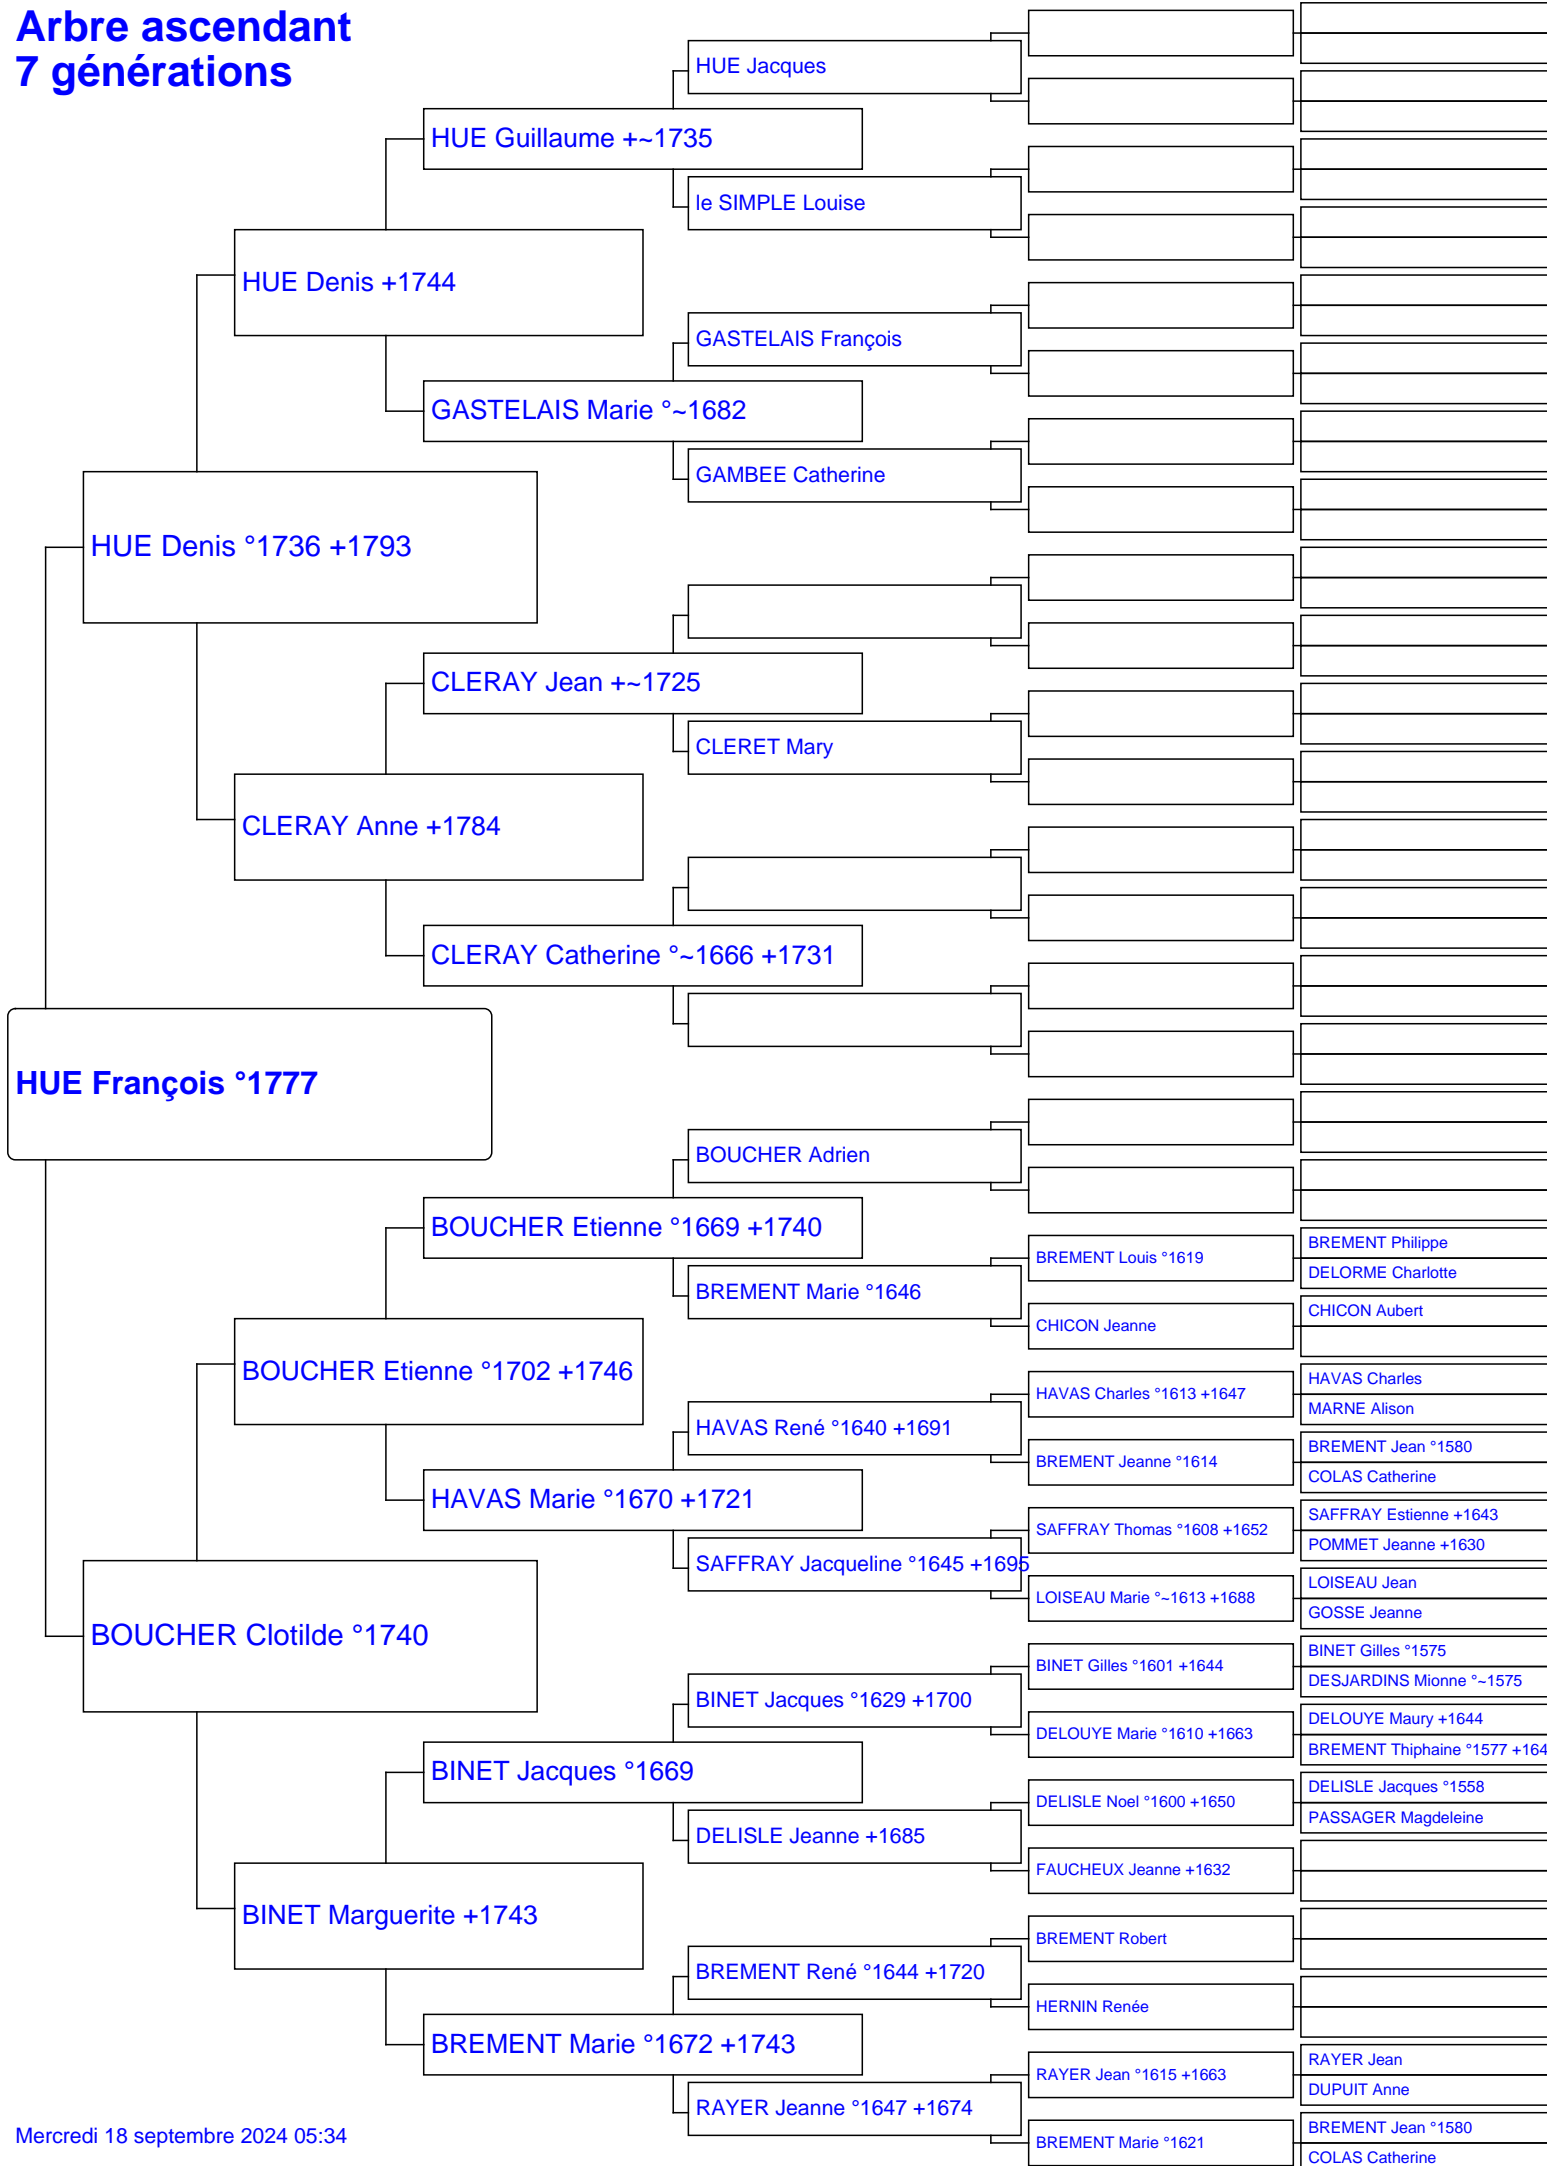 Arbre ascendant
7 générations
HUE Jacques
HUE Guillaume +~1735
le SIMPLE Louise
HUE Denis +1744
GASTELAIS François
GASTELAIS Marie °~1682
GAMBEE Catherine
HUE Denis °1736 +1793
CLERAY Jean +~1725
CLERET Mary
CLERAY Anne +1784
CLERAY Catherine °~1666 +1731
HUE François °1777
BOUCHER Adrien
BOUCHER Etienne °1669 +1740
BREMENT Philippe
BREMENT Louis °1619
DELORME Charlotte
BREMENT Marie °1646
CHICON Aubert
CHICON Jeanne
BOUCHER Etienne °1702 +1746
HAVAS Charles
HAVAS Charles °1613 +1647
MARNE Alison
HAVAS René °1640 +1691
BREMENT Jean °1580
BREMENT Jeanne °1614
COLAS Catherine
HAVAS Marie °1670 +1721
SAFFRAY Estienne +1643
SAFFRAY Thomas °1608 +1652
POMMET Jeanne +1630
SAFFRAY Jacqueline °1645 +1695
LOISEAU Jean
LOISEAU Marie °~1613 +1688
GOSSE Jeanne
BOUCHER Clotilde °1740
BINET Gilles °1575
BINET Gilles °1601 +1644
DESJARDINS Mionne °~1575
BINET Jacques °1629 +1700
DELOUYE Maury +1644
DELOUYE Marie °1610 +1663
BREMENT Thiphaine °1577 +164
BINET Jacques °1669
DELISLE Jacques °1558
DELISLE Noel °1600 +1650
PASSAGER Magdeleine
DELISLE Jeanne +1685
FAUCHEUX Jeanne +1632
BINET Marguerite +1743
BREMENT Robert
BREMENT René °1644 +1720
HERNIN Renée
BREMENT Marie °1672 +1743
RAYER Jean
RAYER Jean °1615 +1663
DUPUIT Anne
RAYER Jeanne °1647 +1674
BREMENT Jean °1580
BREMENT Marie °1621
COLAS Catherine
Mercredi 18 septembre 2024 05:34